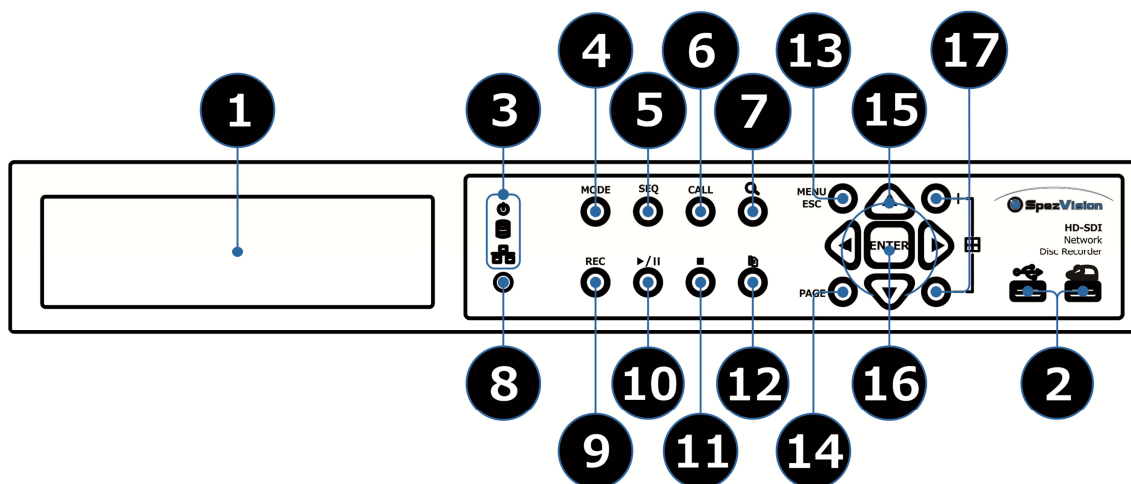 4 6 13 17
1 3 5 7 15
MODE SEQ CALL
MENU
ESC
+
SpezVision
ENTER
HD-SDI
Network
Disc Recorder
REC ▶/II ■
PAGE
8 10 12 16 2
9 11 14